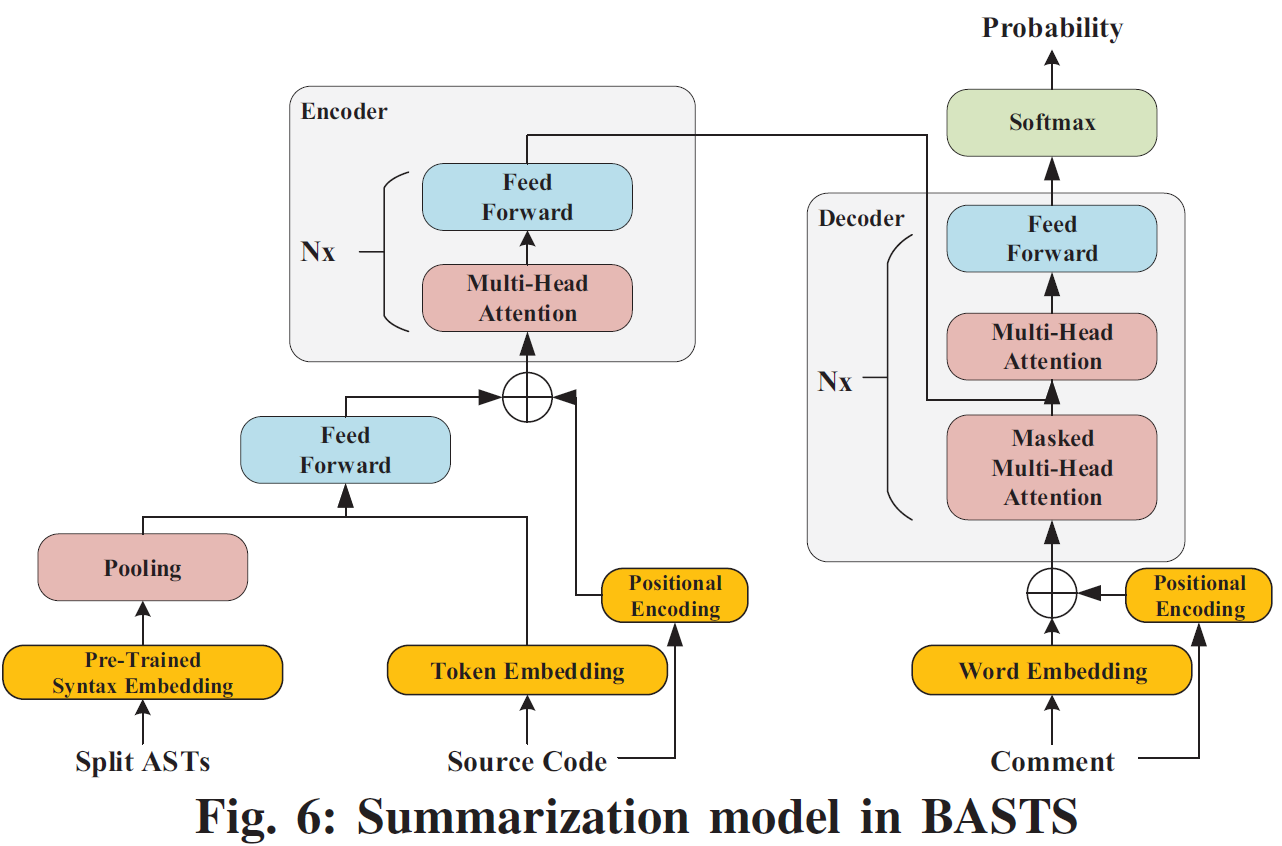 Probability
Softmax
Encoder
Feed
Forward
Nx
Multi-Head
Attention
Decoder
Feed
Forward
Multi-Head
Attention
Nx
Masked
Multi-Head
Attention
Feed
Forward
Pooling
Positional
Encoding
Positional
Encoding
Pre-Trained
Syntax Embedding
Token Embedding
Word Embedding
Split ASTs
Source Code
Comment
Fig. 6: Summarization model in BASTS